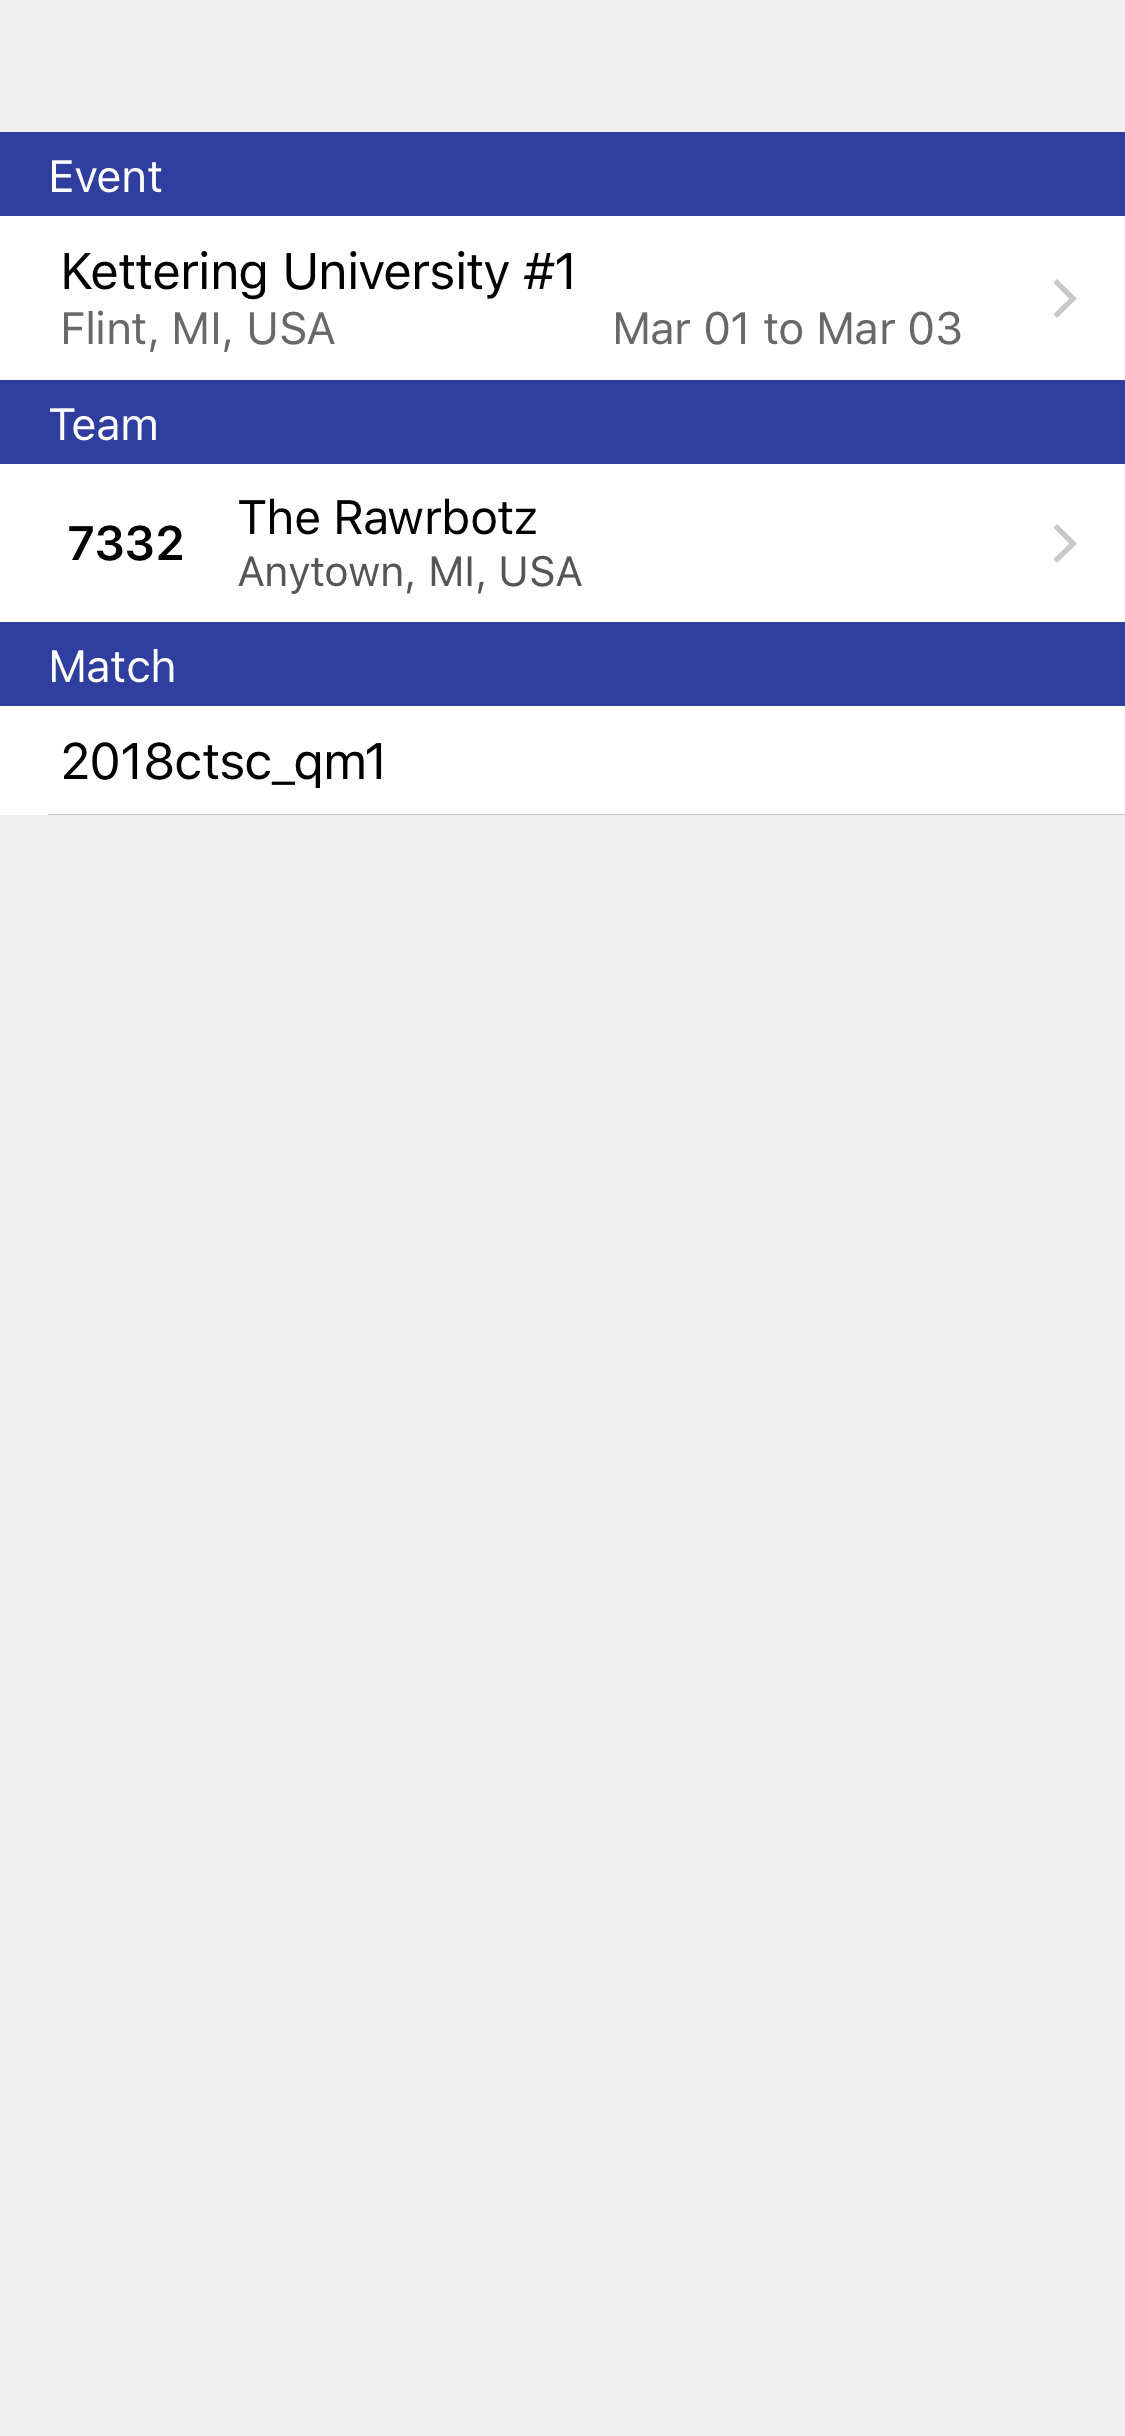 Event
Kettering University #1
Flint, MI, USA Mar 01 to Mar 03
Team
7332 The Rawrbotz
Anytown, MI, USA
Match
2018ctsc_qm1